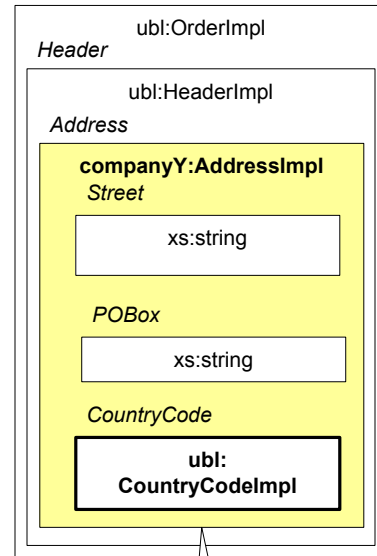 ubl:OrderImpl
Header
ubl:HeaderImpl
Address
companyY:AddressImpl
Street
xs:string
POBox
xs:string
CountryCode
ubl:
CountryCodeImpl